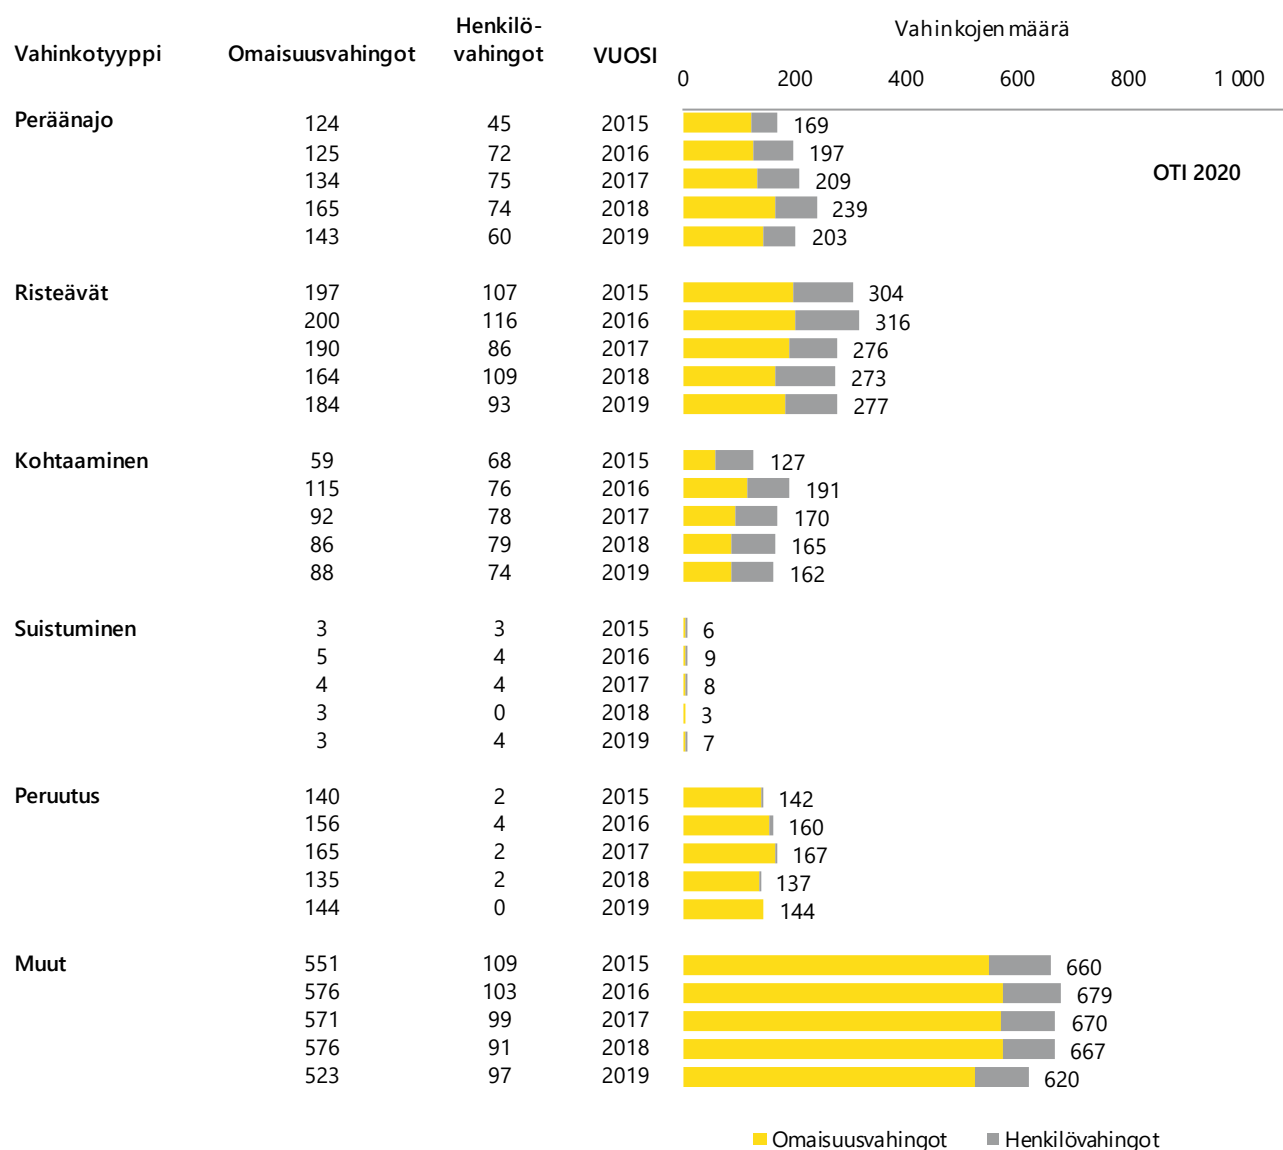 Vahinkotyyppi Omaisuusvahingot Henkilö-vahingot VUOSI Vahinkojen määrä
0 200 400 600 800 1 000
Peräänajo 124 45 2015 169
125 72 2016 197
134 75 2017 209
OTI 2020
165 74 2018 239
143 60 2019 203
Risteävät 197 107 2015 304
200 116 2016 316
190 86 2017 276
164 109 2018 273
184 93 2019 277
Kohtaaminen 59 68 2015 127
115 76 2016 191
92 78 2017 170
86 79 2018 165
88 74 2019 162
Suistuminen 3 3 2015 6
5 4 2016 9
4 4 2017 8
3 0 2018 3
3 4 2019 7
Peruutus 140 2 2015 142
156 4 2016 160
165 2 2017 167
135 2 2018 137
144 0 2019 144
Muut 551 109 2015 660
576 103 2016 679
571 99 2017 670
576 91 2018 667
523 97 2019 620
Omaisuusvahingot Henkilövahingot